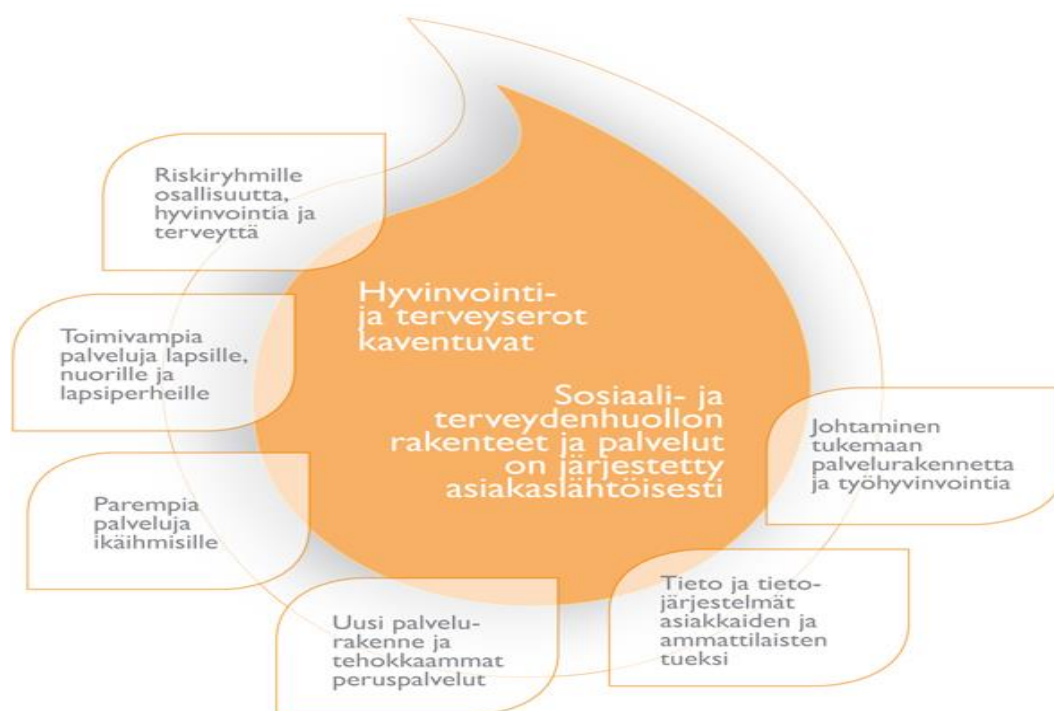 Riskiryhmille
osallisuutta,
hyvinvointia ja
terveyttä
Hyvinvointi-
ja terveyserot
kaventuvat
Toimivampia
palveluja lapsille,
nuorille ja
lapsiperheille
Sosiaali- ja
terveydenhuollon
rakenteet ja palvelut
on järjestetty
asiakaslähtöisesti
Johtaminen
tukemaan
palvelurakennetta
ja työhyvinvointia
Parempia
palveluja
ikäihmisille
Uusi palvelu-
rakenne ja
tehokkaammat
peruspalvelut
Tieto ja tieto-
järjestelmät
asiakkaiden ja
ammattilaisten
tueksi